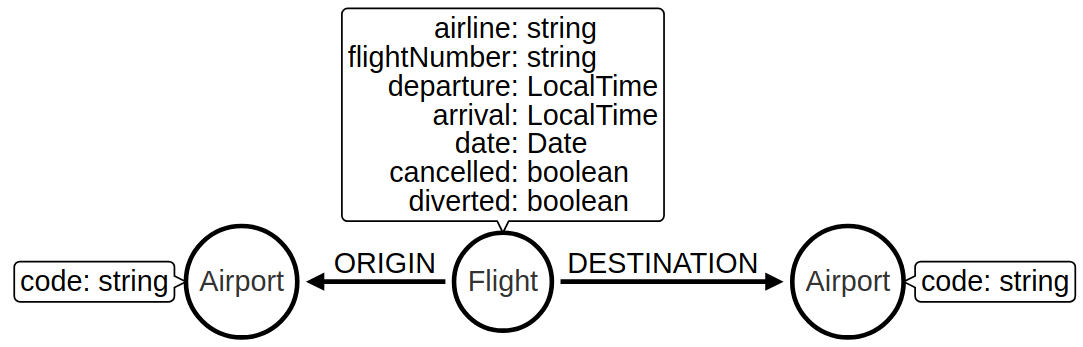 airline: string
flightNumber: string
departure: LocalTime
arrival: LocalTime
date: Date
cancelled: boolean
diverted: boolean
code: string
Airport
ORIGIN
Flight
DESTINATION
Airport
code: string